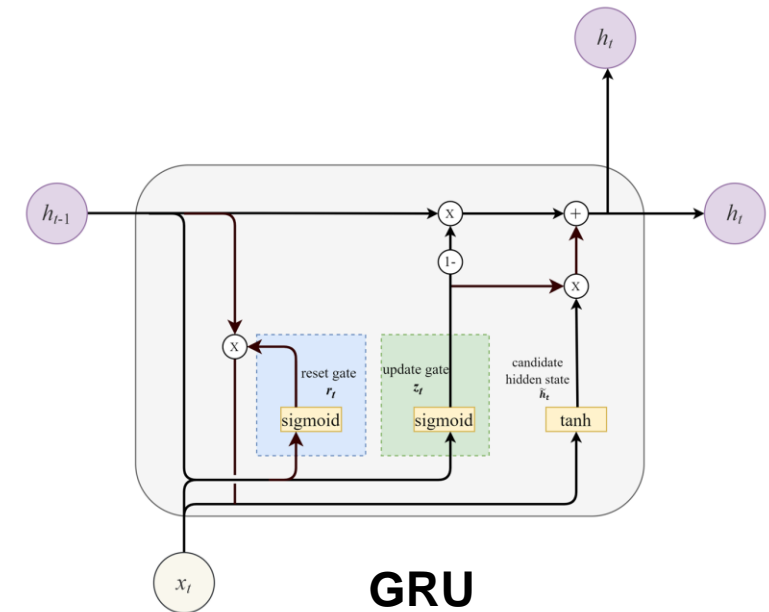 h_t
h_{t-1}
x
+
h_t
1-
x
x
reset gate
r_t
update gate
z_t
candidate
hidden state
h̃_t
sigmoid
sigmoid
tanh
x_t
GRU